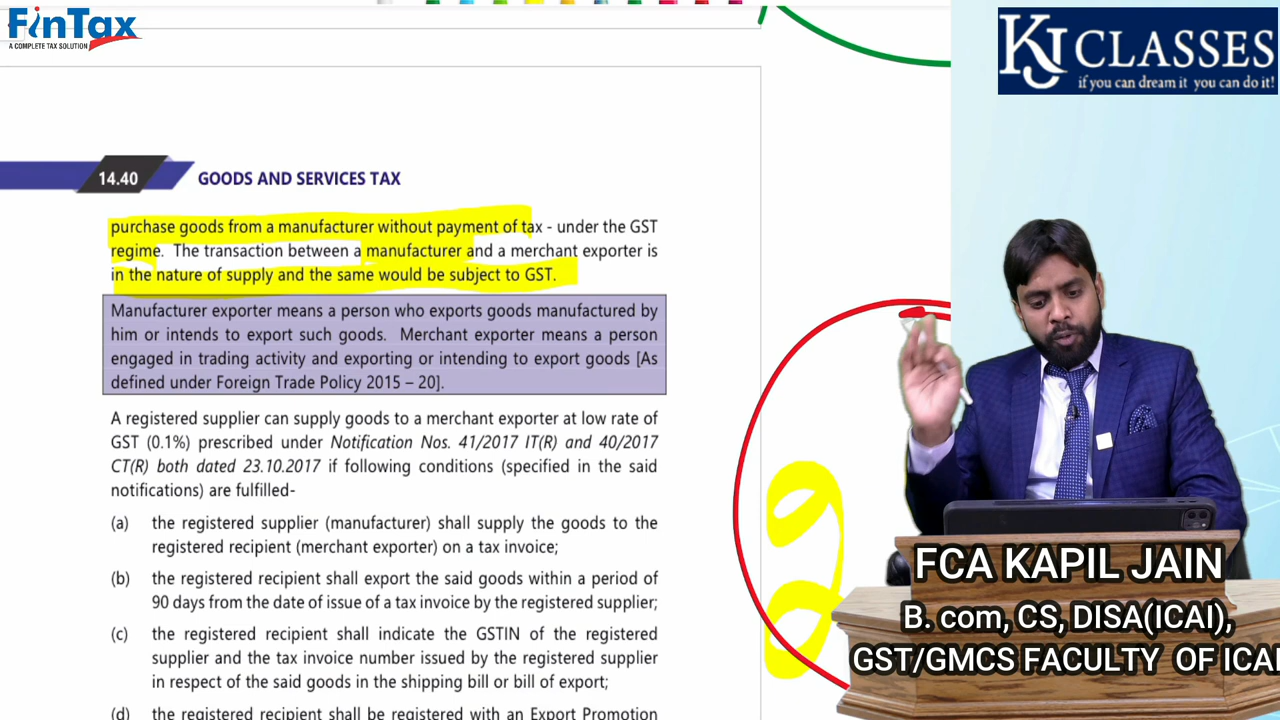 FinTax
A COMPLETE TAX SOLUTION
KJ CLASSES
if you can dream it you can do it!
14.40 GOODS AND SERVICES TAX
purchase goods from a manufacturer without payment of tax - under the GST
regime. The transaction between a manufacturer and a merchant exporter is
in the nature of supply and the same would be subject to GST.
Manufacturer exporter means a person who exports goods manufactured by
him or intends to export such goods. Merchant exporter means a person
engaged in trading activity and exporting or intending to export goods [As
defined under Foreign Trade Policy 2015 – 20].
A registered supplier can supply goods to a merchant exporter at low rate of
GST (0.1%) prescribed under Notification Nos. 41/2017 IT(R) and 40/2017
CT(R) both dated 23.10.2017 if following conditions (specified in the said
notifications) are fulfilled-
(a) the registered supplier (manufacturer) shall supply the goods to the
registered recipient (merchant exporter) on a tax invoice;
(b) the registered recipient shall export the said goods within a period of
90 days from the date of issue of a tax invoice by the registered supplier;
(c) the registered recipient shall indicate the GSTIN of the registered
supplier and the tax invoice number issued by the registered supplier
in respect of the said goods in the shipping bill or bill of export;
(d) the registered recipient shall be registered with an Export Promotion
FCA KAPIL JAIN
B. com, CS, DISA(ICAI),
GST/GMCS FACULTY OF ICAI